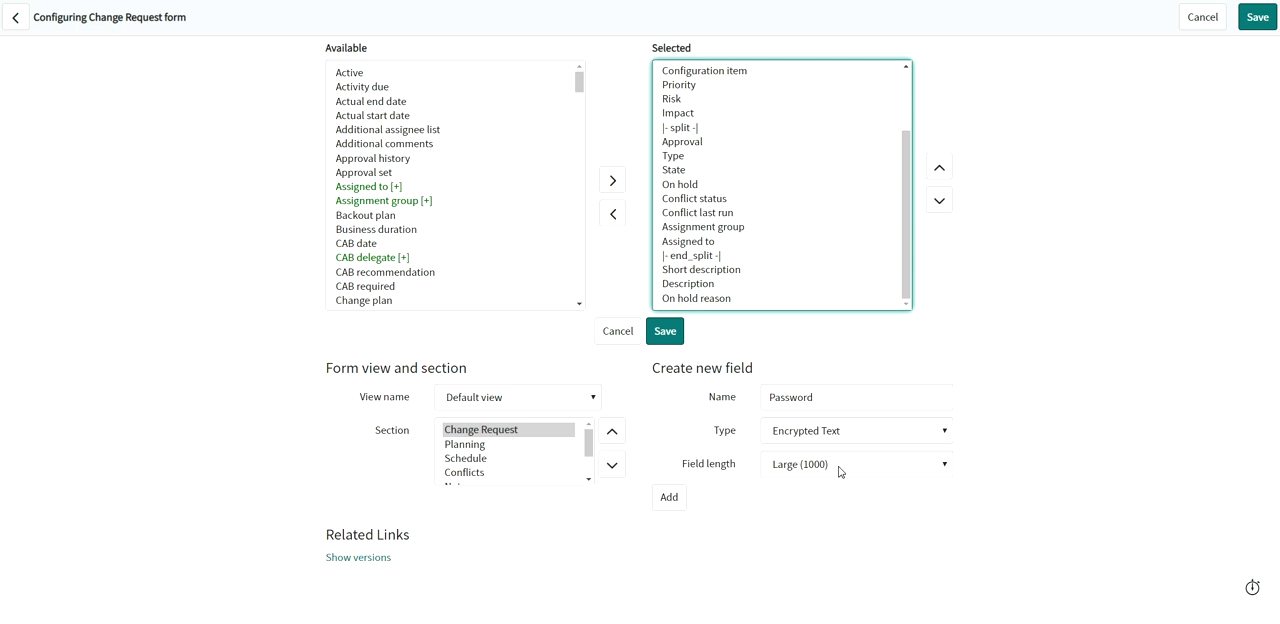 Configuring Change Request form
Cancel
Save
Available
Active
Activity due
Actual end date
Actual start date
Additional assignee list
Additional comments
Approval history
Approval set
Assigned to [+]
Assignment group [+]
Backout plan
Business duration
CAB date
CAB delegate [+]
CAB recommendation
CAB required
Change plan
Selected
Configuration item
Priority
Risk
Impact
|- split -|
Approval
Type
State
On hold
Conflict status
Conflict last run
Assignment group
Assigned to
|- end_split -|
Short description
Description
On hold reason
Cancel
Save
Form view and section
View name
Default view
Section
Change Request
Planning
Schedule
Conflicts
Create new field
Name
Password
Type
Encrypted Text
Field length
Large (1000)
Add
Related Links
Show versions